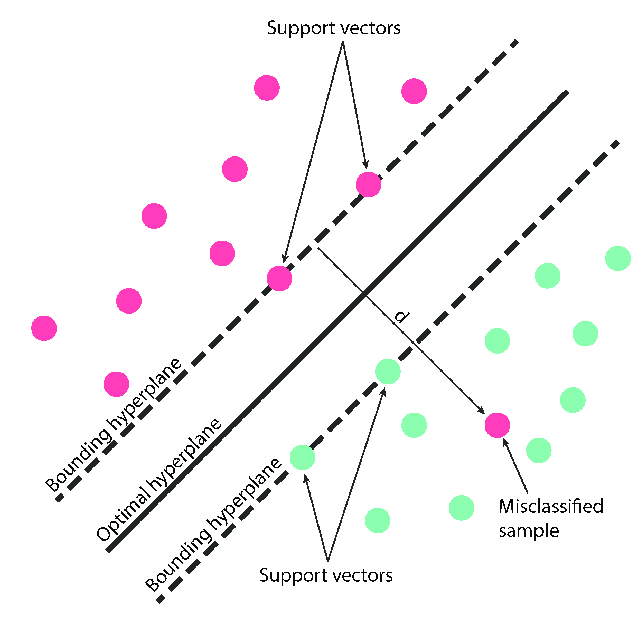 Support vectors
d
Bounding hyperplane
Optimal hyperplane
Bounding hyperplane
Misclassified
sample
Support vectors